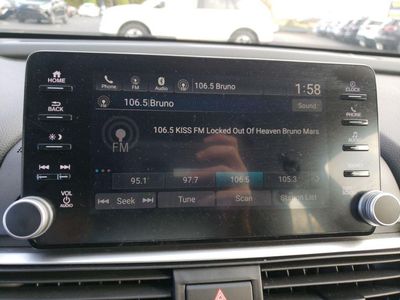 HOME
Phone FM Audio 106.5 Bruno 1:58
CLOCK
BACK
FM 106.5 Bruno Sound
PHONE
106.5 KISS FM Locked Out Of Heaven Bruno Mars
FM
95.1 97.7 106.5 105.3
VOL
AUDIO
Seek Tune Scan Station List